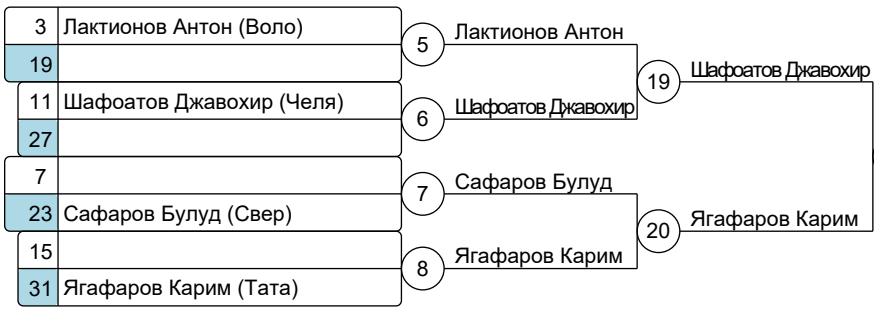 3 Лактионов Антон (Воло)
19
11 Шафоатов Джавохир (Челя)
27
7
23 Сафаров Булуд (Свер)
15
31 Ягафаров Карим (Тата)
5 Лактионов Антон
6 Шафоатов Джавохир
7 Сафаров Булуд
8 Ягафаров Карим
19 Шафоатов Джавохир
20 Ягафаров Карим